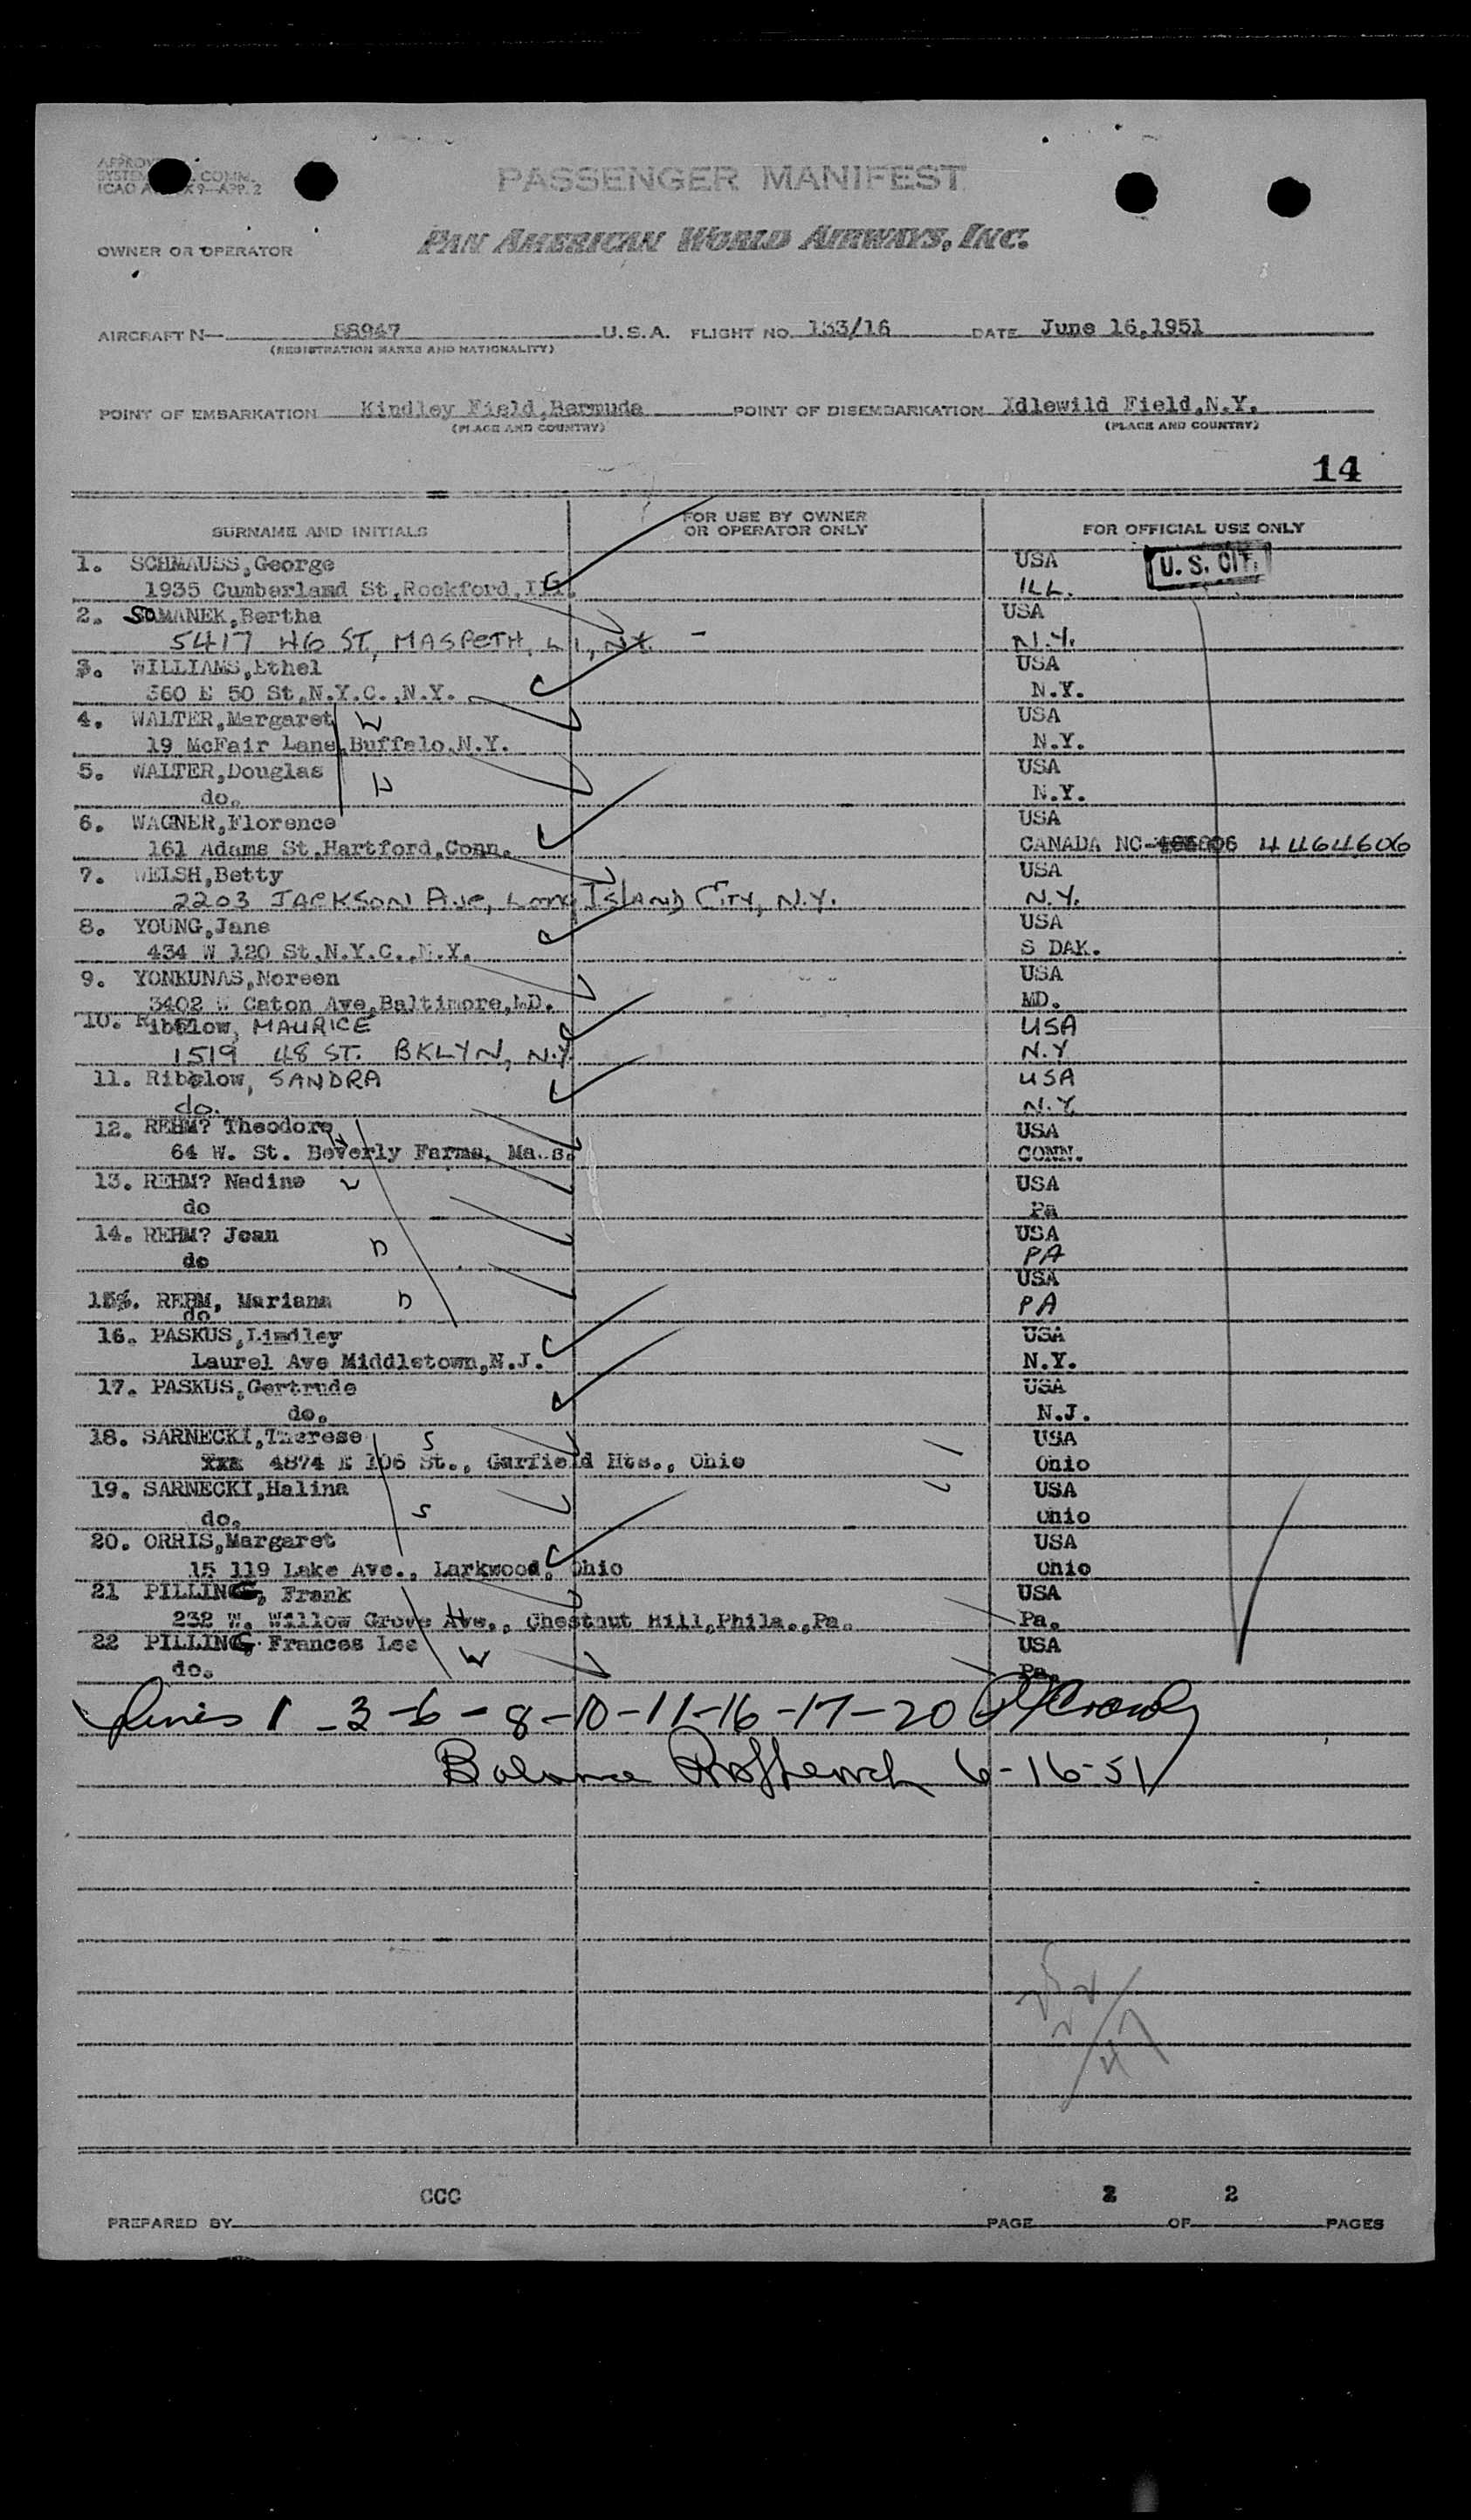 PASSENGER MANIFEST
ICAO
OWNER OR OPERATOR PAN AMERICAN WORLD AIRWAYS, INC.
AIRCRAFT N— 88947 U.S.A. FLIGHT NO. 133/16 DATE June 16,1951
(REGISTRATION MARKS AND NATIONALITY)
POINT OF EMBARKATION Kindley Field,Bermuda POINT OF DISEMBARKATION Idlewild Field,N.Y.
(PLACE AND COUNTRY) (PLACE AND COUNTRY)
14
SURNAME AND INITIALS FOR USE BY OWNER OR OPERATOR ONLY FOR OFFICIAL USE ONLY
1. SCHMAUSS,George USA U. S. CIT.
1935 Cumberland St,Rockford,Ill. ILL.
2. SOMANEK,Bertha USA
5417 46 ST, MASPETH, L I, NY - N.Y.
3. WILLIAMS,Ethel USA
360 E 50 St,N.Y.C.,N.Y. N.Y.
4. WALTER,Margaret W USA
19 McFair Lane,Buffalo,N.Y. N.Y.
5. WALTER,Douglas D USA
do. N.Y.
6. WAGNER,Florence USA
161 Adams St,Hartford,Conn. CANADA NC- 4464606
7. WELSH,Betty USA
2203 JACKSON Ave, Long ISLAND CITY, N.Y. N.Y.
8. YOUNG,Jane USA
434 W 120 St,N.Y.C.,N.Y. S DAK.
9. YONKUNAS,Noreen USA
3402 W Caton Ave,Baltimore,MD. MD.
10. Ribelow, MAURICE USA
1519 48 ST. BKLYN, N.Y. N.Y
11. Ribelow, SANDRA USA
do. N.Y.
12. REHM? Theodore USA
64 W. St. Beverly Farms, Ma.s. CONN.
13. REHM? Nadine W USA
do Pa
14. REHM? Joan D USA
do PA
USA
15. REHM, Mariana D PA
do
16. PASKUS,Lindley USA
Laurel Ave Middletown,N.J. N.Y.
17. PASKUS,Gertrude USA
do. N.J.
18. SARNECKI,Therese S USA
xxx 4874 E 106 St., Garfield Hts., Ohio Ohio
19. SARNECKI,Halina USA
do. S Ohio
20. ORRIS,Margaret USA
15 119 Lake Ave., Larkwood, Ohio Ohio
21 PILLING, Frank USA
232 W. Willow Grove Ave., Chestnut Hill,Phila.,Pa. Pa.
22 PILLING, Frances Lee USA
do. W Pa.
Lines 1 - 3 - 6 - 8 - 10 - 11 - 16 - 17 - 20
Balance 6-16-51
CCC 2 2
PREPARED BY PAGE OF PAGES